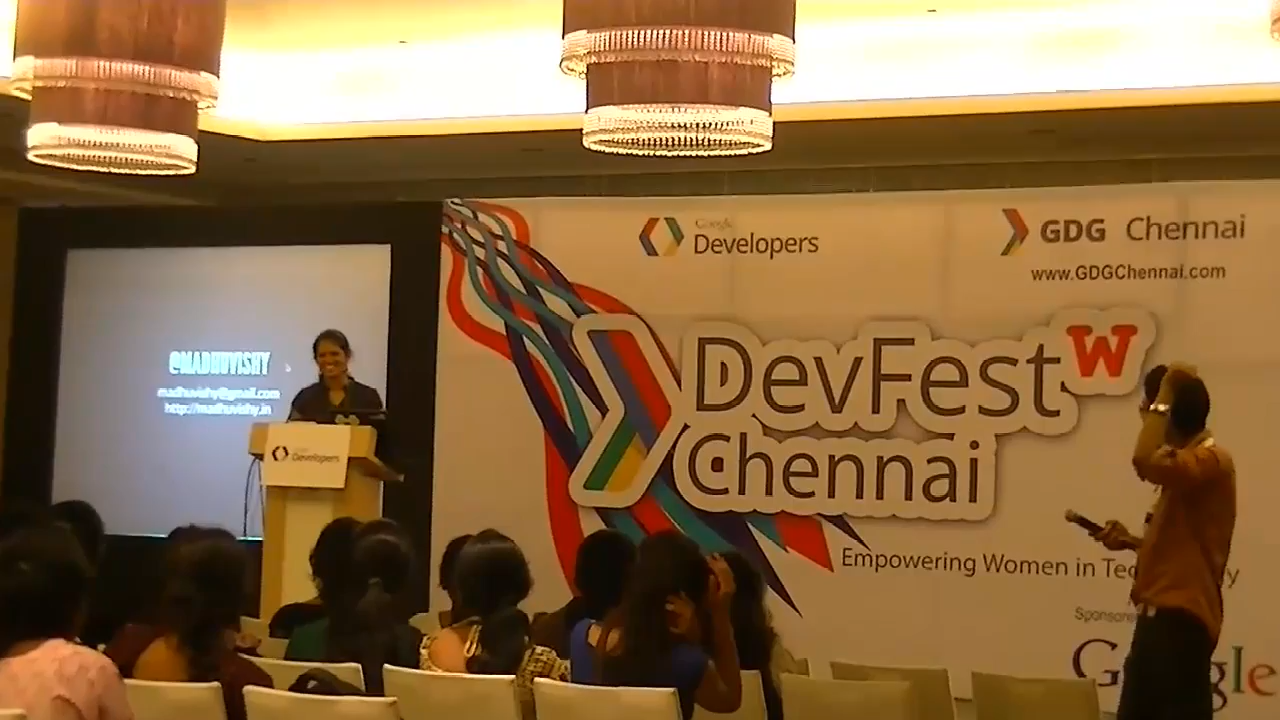 Google
Developers
GDG Chennai
www.GDGChennai.com
DevFest W
Chennai
Empowering Women in
@MADHUVISHY
madhuvishy@gmail.com
http://madhuvishy.in
Developers